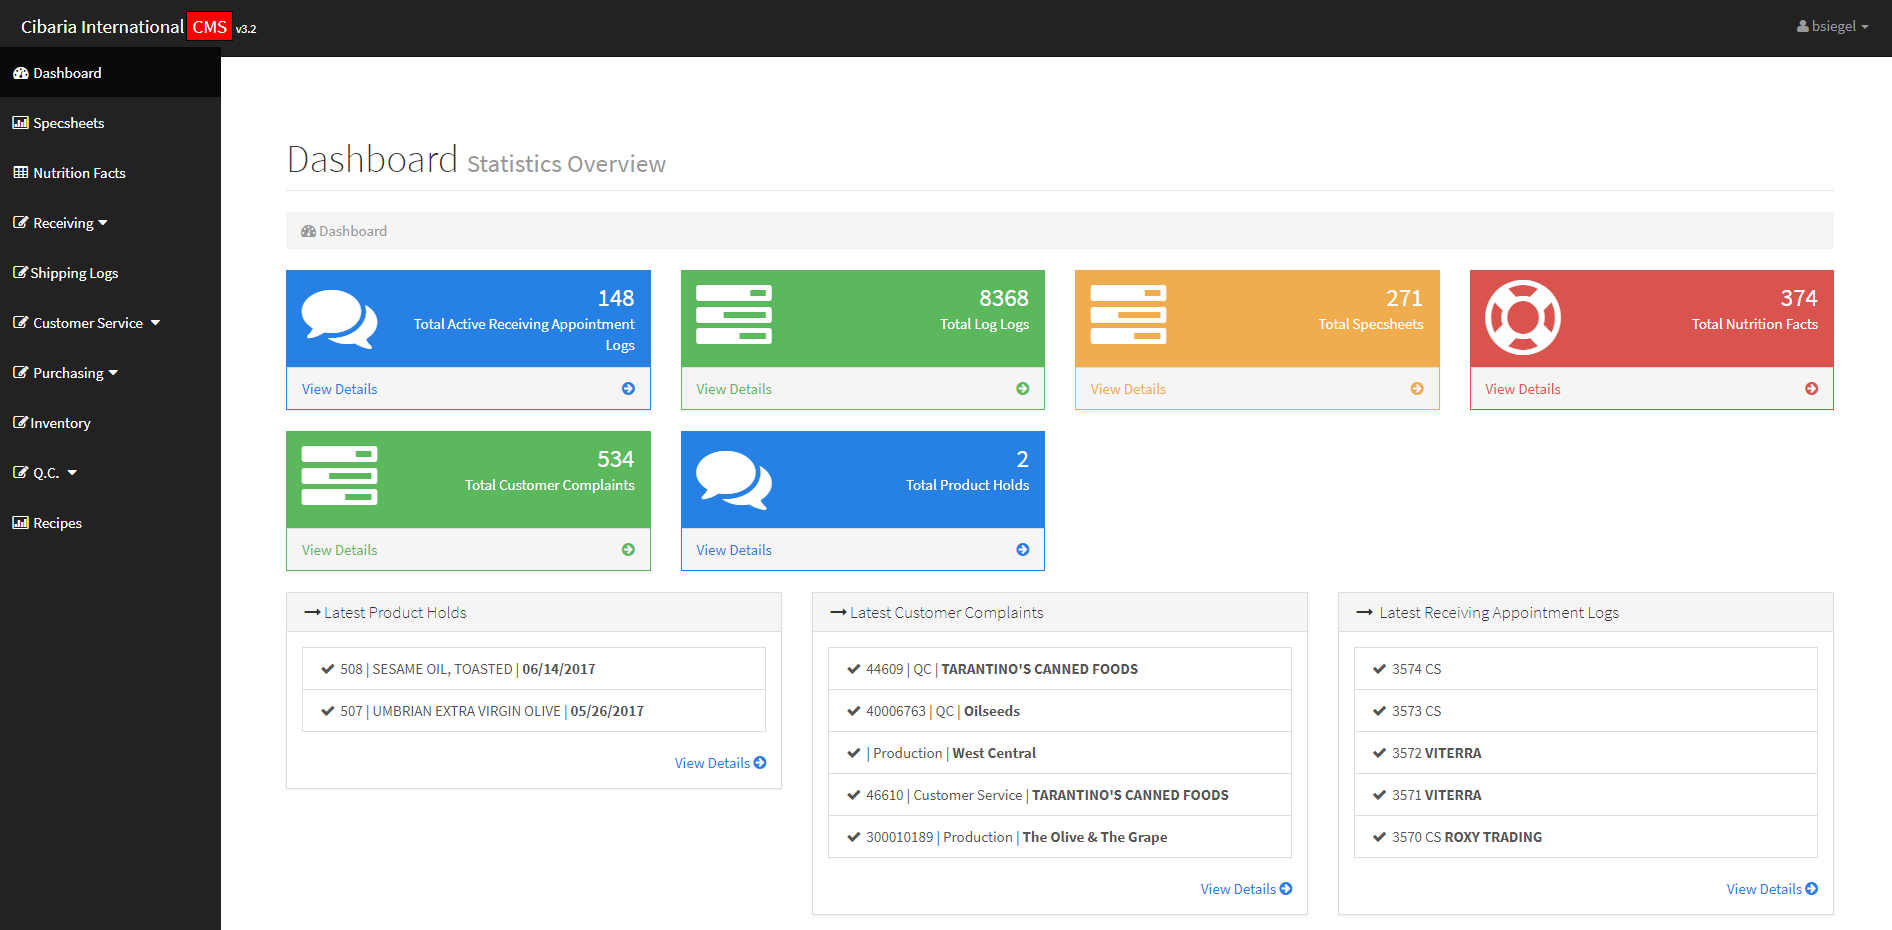 Cibaria International CMS v3.2
bsiegel
Dashboard
Specsheets
Nutrition Facts
Receiving
Shipping Logs
Customer Service
Purchasing
Inventory
Q.C.
Recipes
Dashboard Statistics Overview
Dashboard
148
Total Active Receiving Appointment
Logs
View Details
8368
Total Log Logs
View Details
271
Total Specsheets
View Details
374
Total Nutrition Facts
View Details
534
Total Customer Complaints
View Details
2
Total Product Holds
View Details
Latest Product Holds
508 | SESAME OIL, TOASTED | 06/14/2017
507 | UMBRIAN EXTRA VIRGIN OLIVE | 05/26/2017
View Details
Latest Customer Complaints
44609 | QC | TARANTINO'S CANNED FOODS
40006763 | QC | Oilseeds
| Production | West Central
46610 | Customer Service | TARANTINO'S CANNED FOODS
300010189 | Production | The Olive & The Grape
View Details
Latest Receiving Appointment Logs
3574 CS
3573 CS
3572 VITERRA
3571 VITERRA
3570 CS ROXY TRADING
View Details